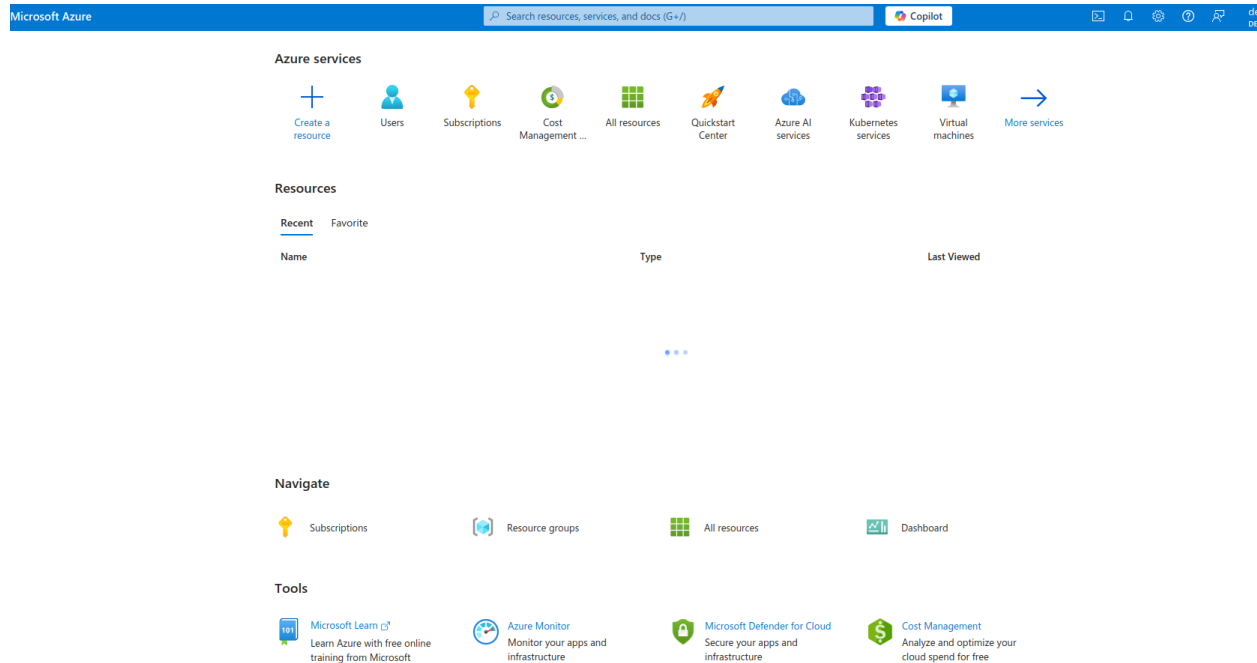 Microsoft Azure
Search resources, services, and docs (G+/)
Copilot
Azure services
Create a
resource
Users
Subscriptions
Cost
Management ...
All resources
Quickstart
Center
Azure AI
services
Kubernetes
services
Virtual
machines
More services
Resources
Recent
Favorite
Name
Type
Last Viewed
Navigate
Subscriptions
Resource groups
All resources
Dashboard
Tools
101
Microsoft Learn
Learn Azure with free online
training from Microsoft
Azure Monitor
Monitor your apps and
infrastructure
Microsoft Defender for Cloud
Secure your apps and
infrastructure
Cost Management
Analyze and optimize your
cloud spend for free